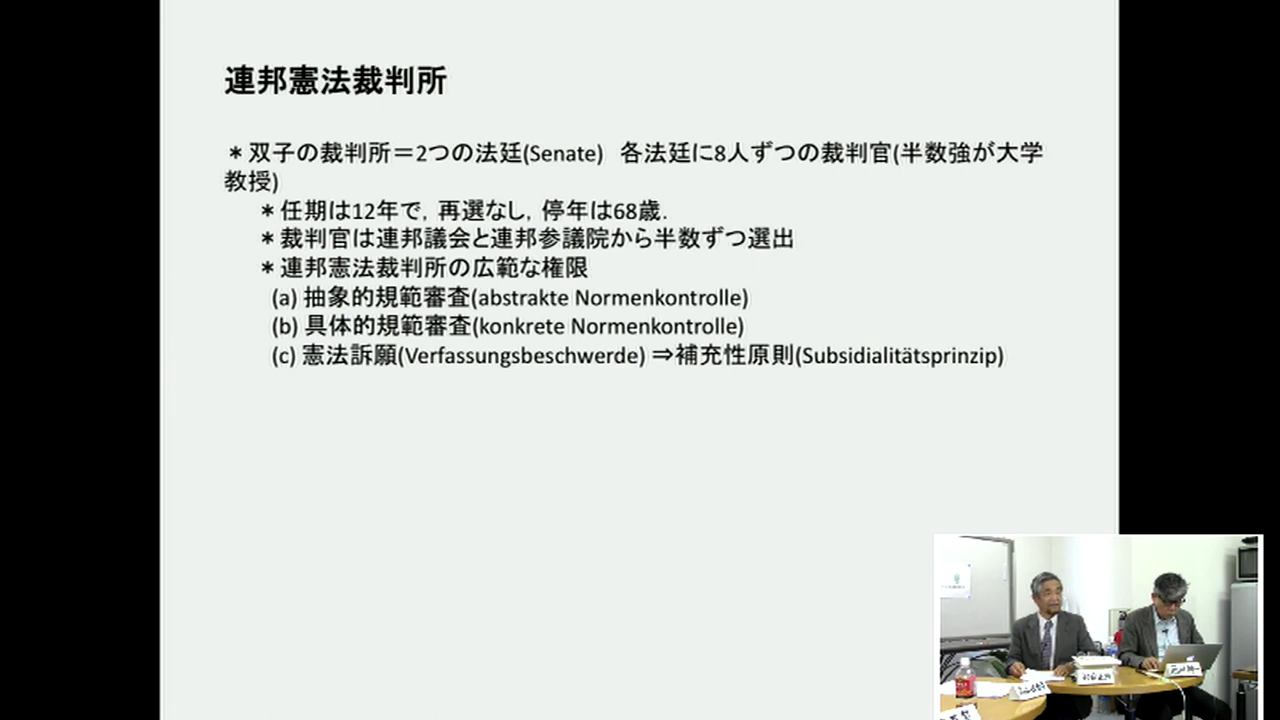 連邦憲法裁判所
＊双子の裁判所＝2つの法廷(Senate)　各法廷に8人ずつの裁判官(半数強が大学
教授)
＊任期は12年で，再選なし，停年は68歳．
＊裁判官は連邦議会と連邦参議院から半数ずつ選出
＊連邦憲法裁判所の広範な権限
(a) 抽象的規範審査(abstrakte Normenkontrolle)
(b) 具体的規範審査(konkrete Normenkontrolle)
(c) 憲法訴願(Verfassungsbeschwerde) ⇒補充性原則(Subsidialitätsprinzip)